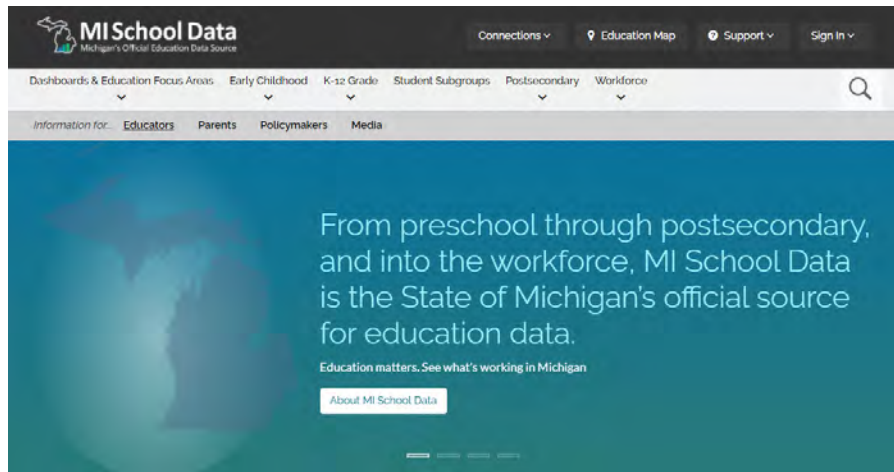 MI School Data
Michigan's Official Education Data Source
Connections
Education Map
Support
Sign In
Dashboards & Education Focus Areas Early Childhood K-12 Grade Student Subgroups Postsecondary Workforce
Information for... Educators Parents Policymakers Media
From preschool through postsecondary,
and into the workforce, MI School Data
is the State of Michigan's official source
for education data.
Education matters. See what's working in Michigan
About MI School Data